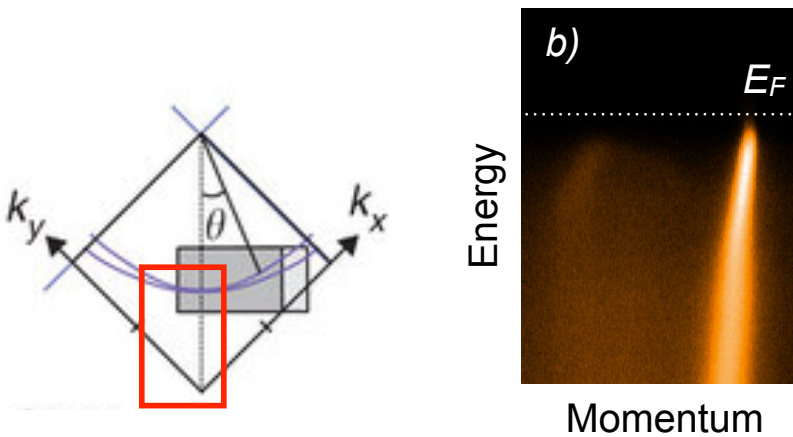 k_y
θ
k_x
b)
E_F
Energy
Momentum